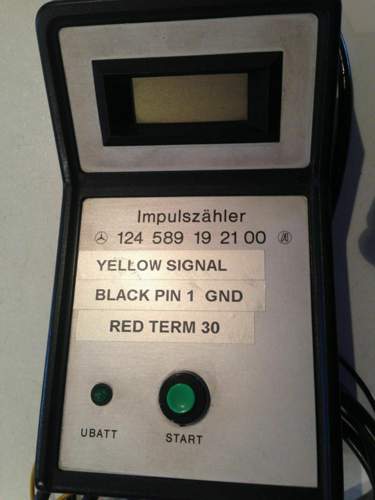 Impulszähler
124 589 19 21 00
YELLOW SIGNAL
BLACK PIN 1 GND
RED TERM 30
UBATT
START